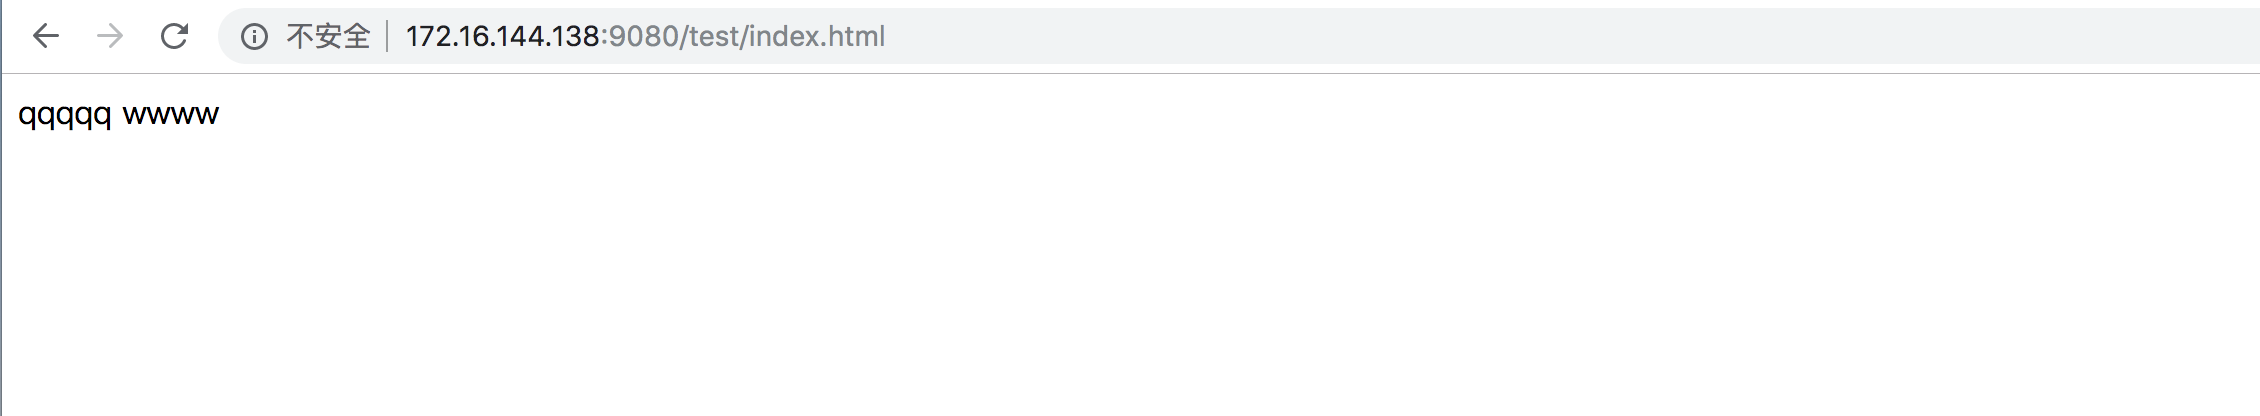 不安全 172.16.144.138:9080/test/index.html
qqqqq wwww